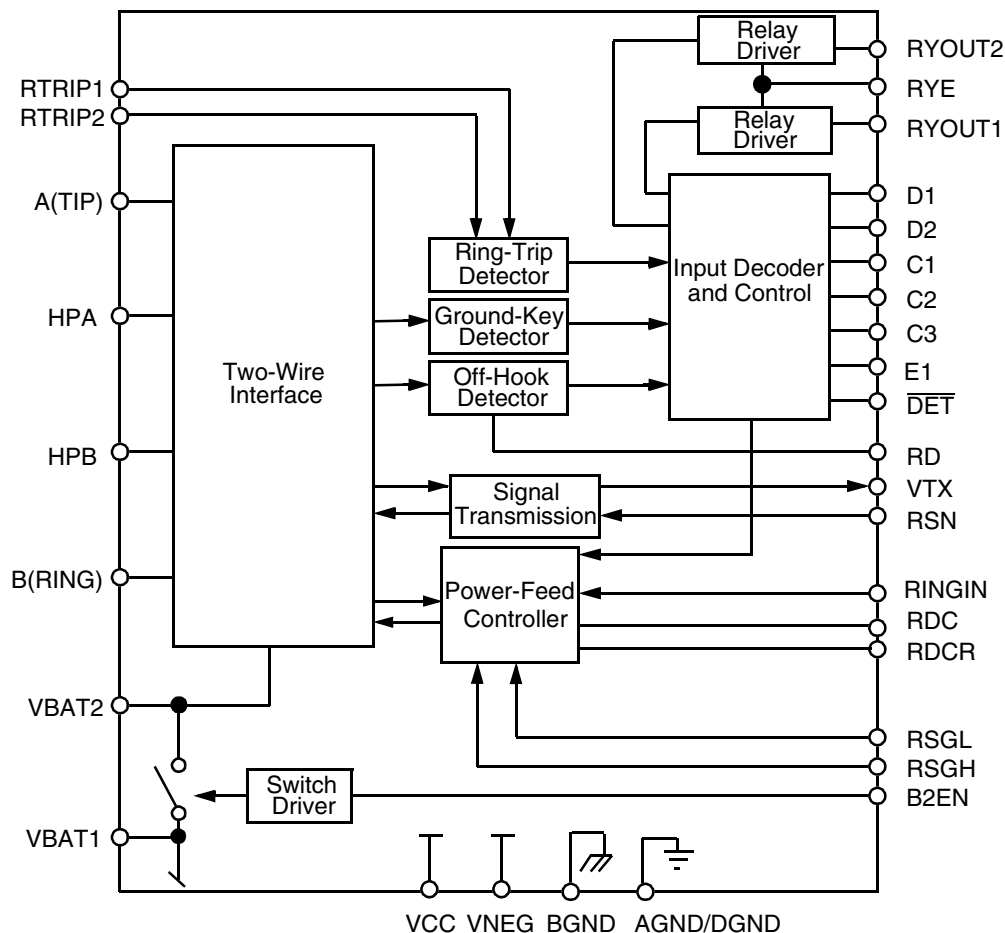 Relay
Driver
RYOUT2
RYE
RTRIP1
RTRIP2
Relay
Driver
RYOUT1
A(TIP)
D1
D2
Ring-Trip
Detector
Input Decoder
and Control
C1
C2
HPA
Ground-Key
Detector
C3
Two-Wire
Interface
Off-Hook
Detector
E1
DET
HPB
RD
Signal
Transmission
VTX
RSN
B(RING)
Power-Feed
Controller
RINGIN
RDC
RDCR
VBAT2
RSGL
RSGH
Switch
Driver
B2EN
VBAT1
VCC VNEG BGND AGND/DGND